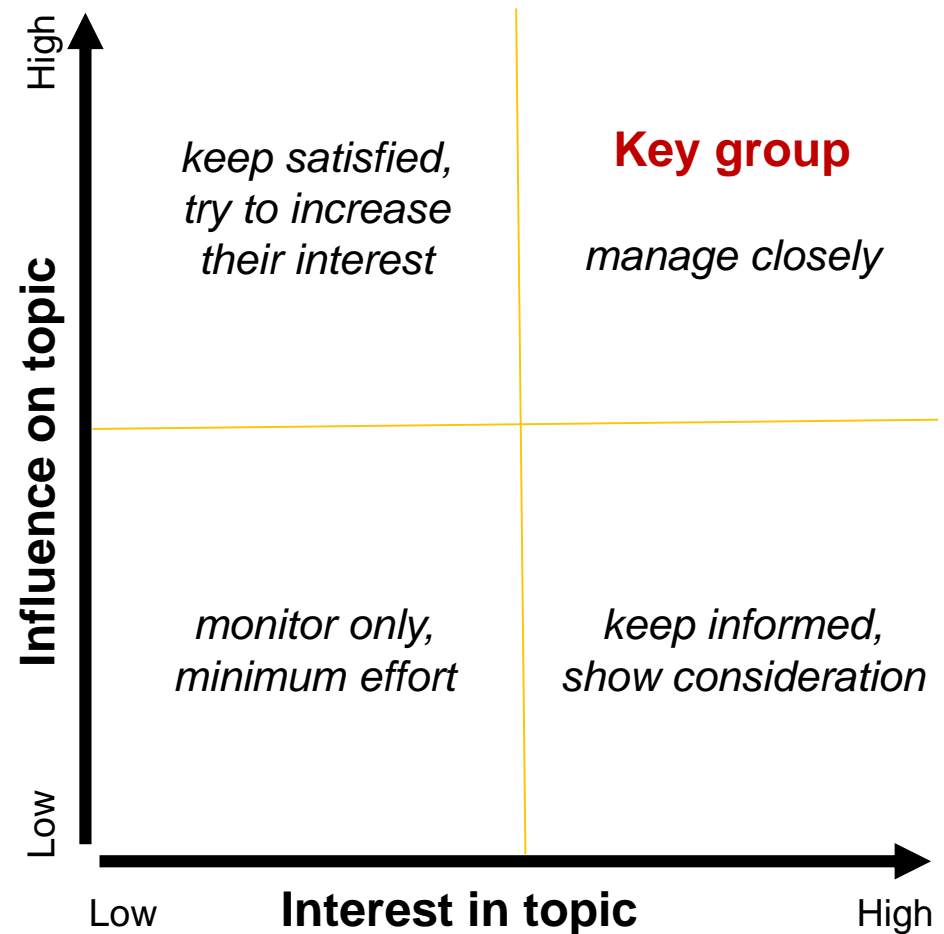 High
keep satisfied,
try to increase
their interest
Key group
manage closely
Influence on topic
monitor only,
minimum effort
keep informed,
show consideration
Low
Low
Interest in topic
High